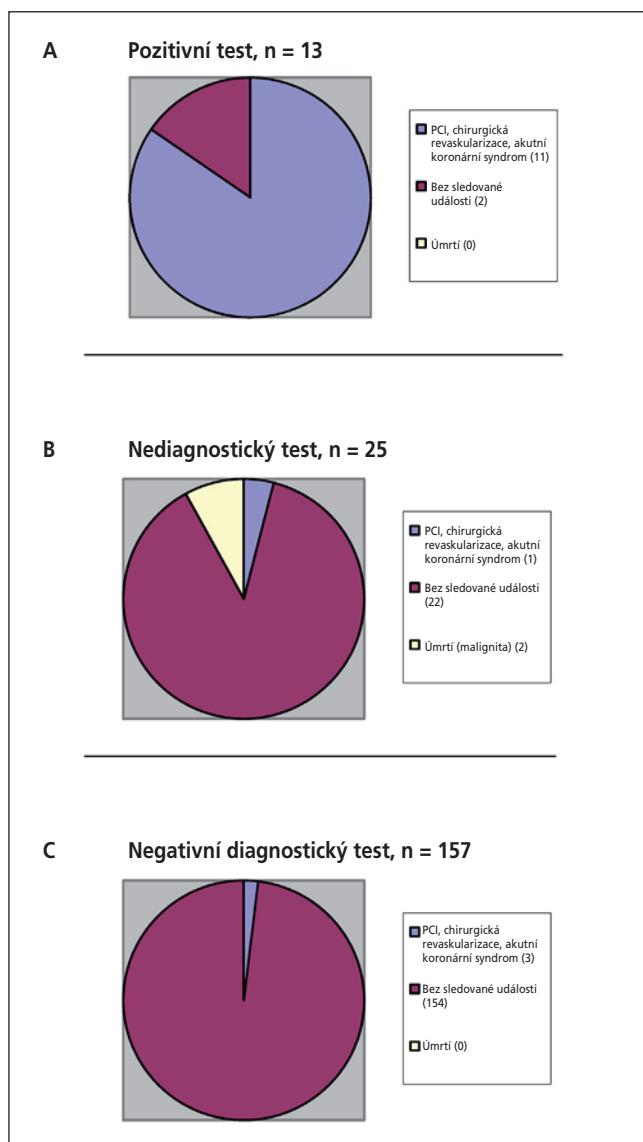 A Pozitivní test, n = 13
PCI, chirurgická
revaskularizace, akutní
koronární syndrom (11)
Bez sledované
události (2)
Úmrtí (0)
B Nediagnostický test, n = 25
PCI, chirurgická
revaskularizace, akutní
koronární syndrom (1)
Bez sledované události
(22)
Úmrtí (malignita) (2)
C Negativní diagnostický test, n = 157
PCI, chirurgická
revaskularizace, akutní
koronární syndrom (3)
Bez sledované události
(154)
Úmrtí (0)